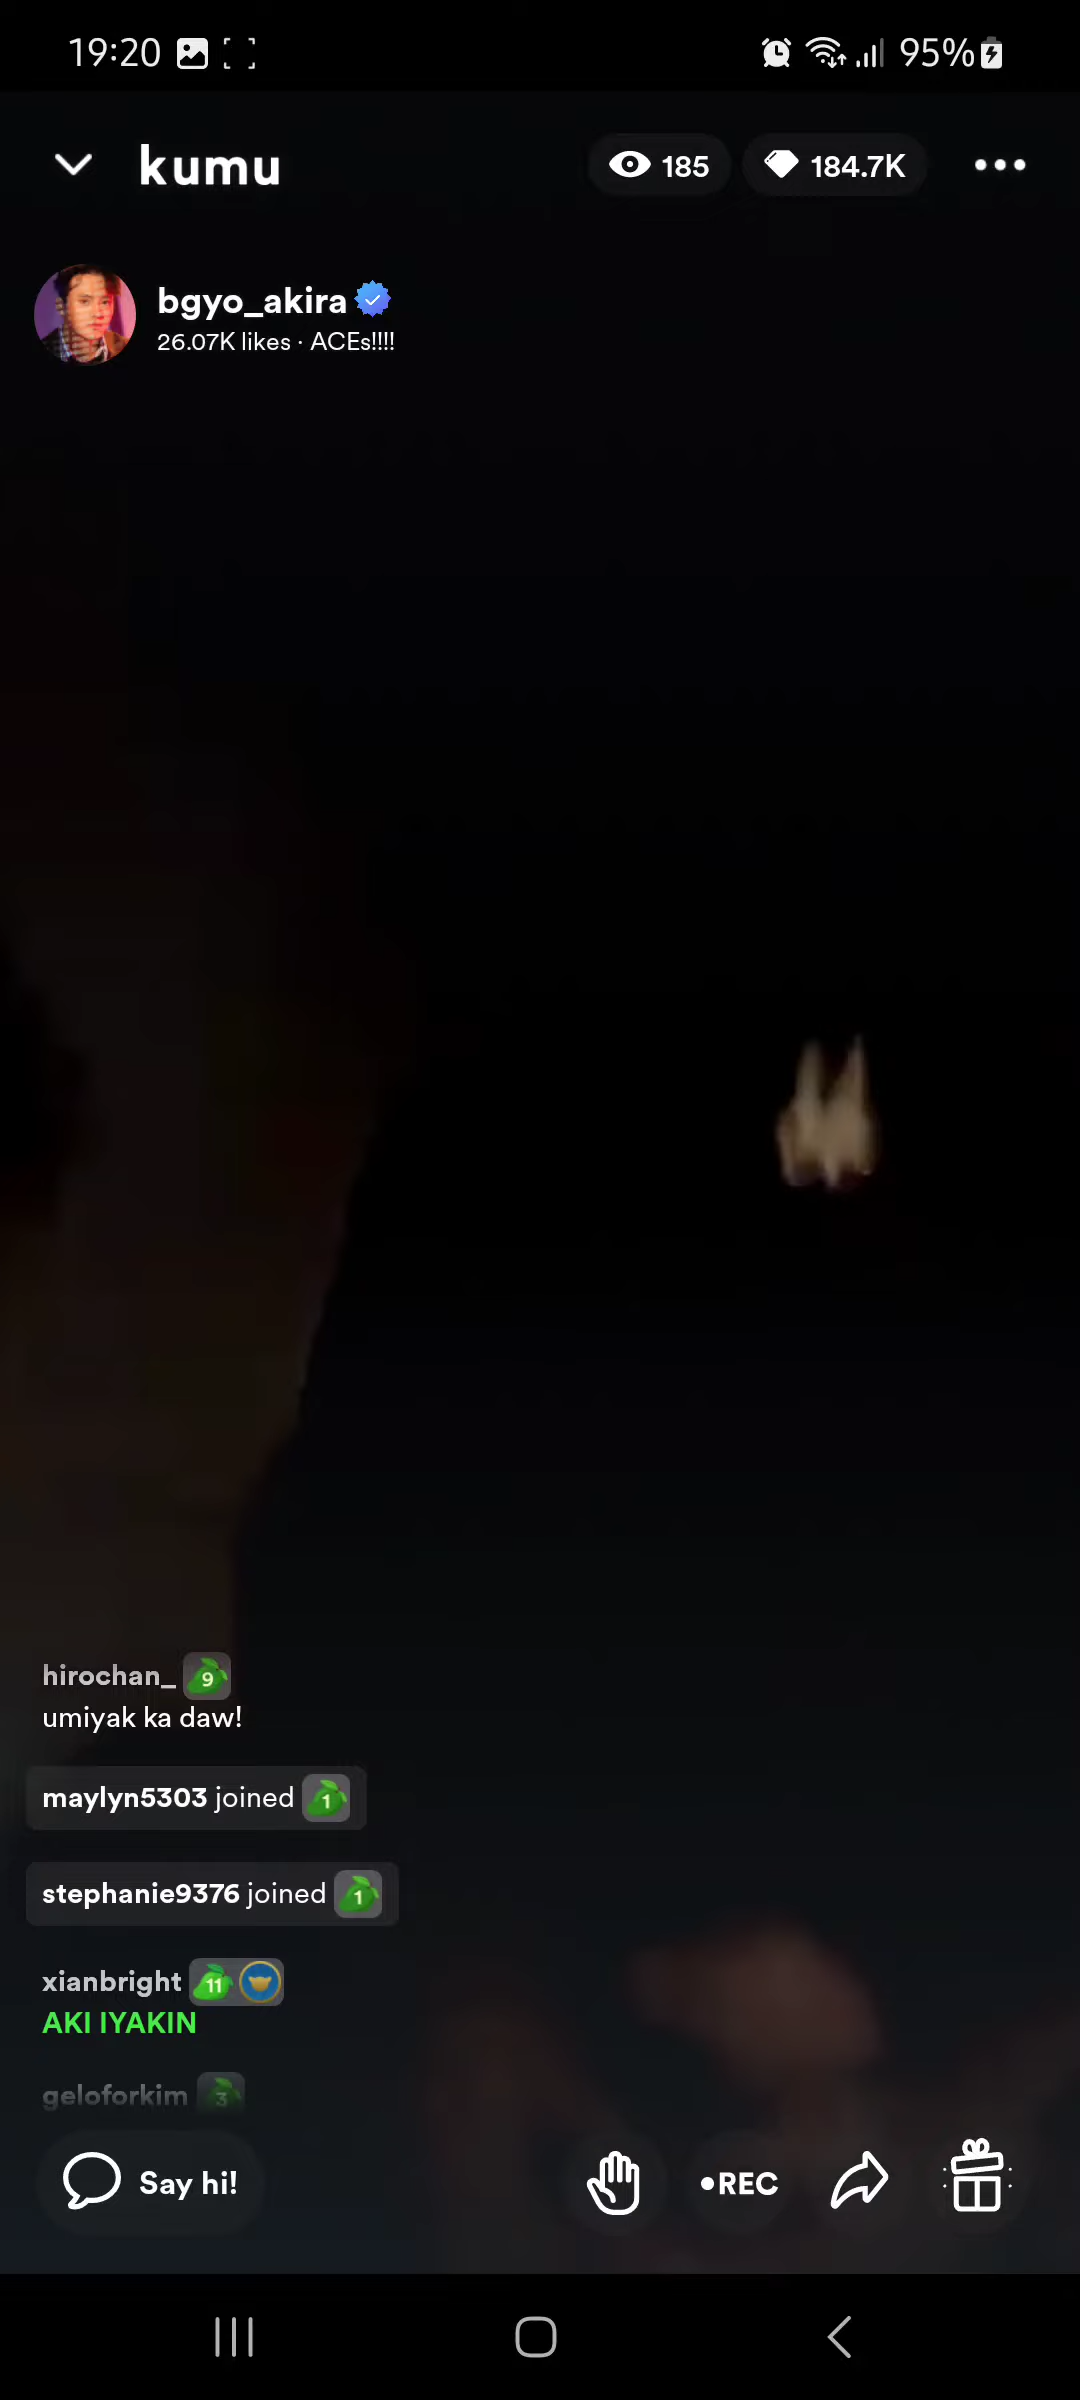 19:20
95%
kumu
185
184.7K
bgyo_akira
26.07K likes · ACEs!!!!
hirochan_ 9
umiyak ka daw!
maylyn5303 joined 1
stephanie9376 joined 1
xianbright 11
AKI IYAKIN
geloforkim 3
Say hi!
•REC